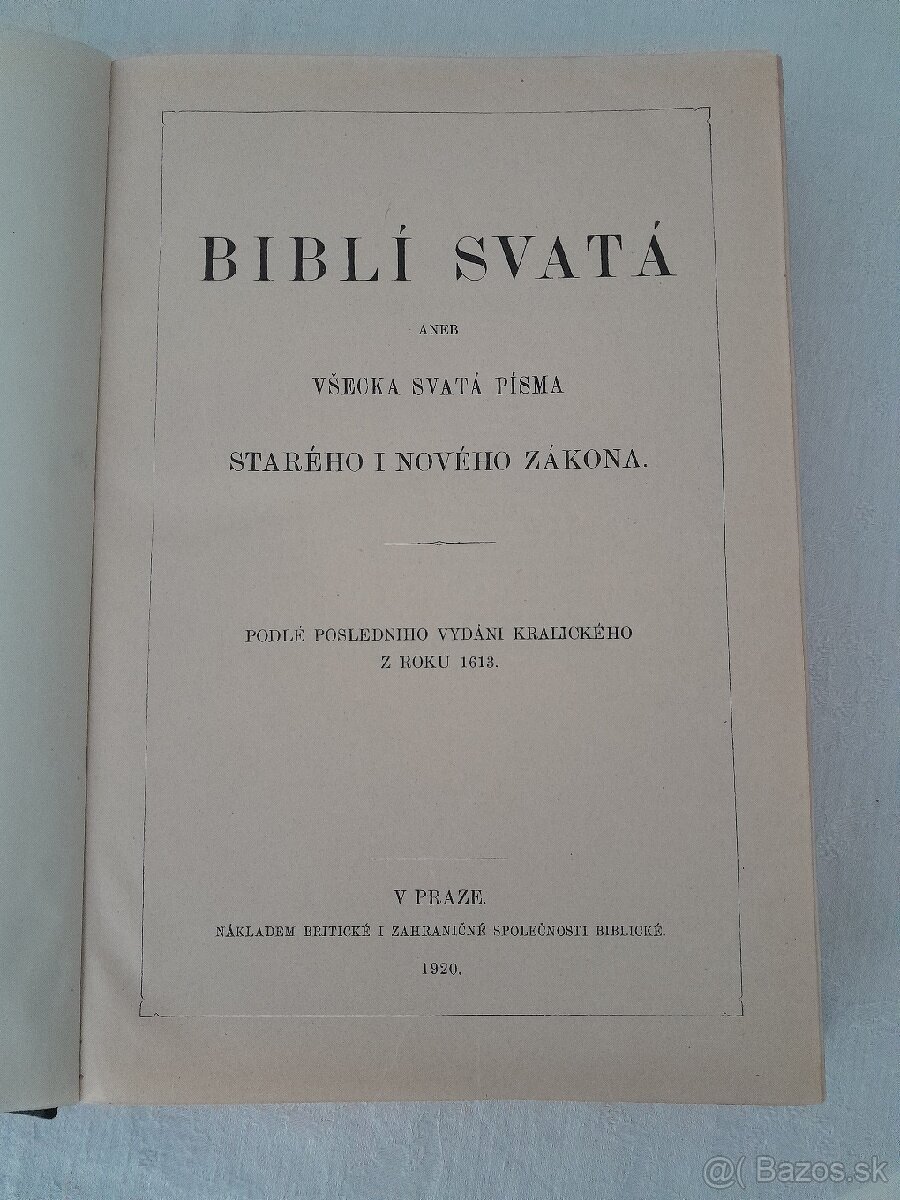 BIBLÍ SVATÁ
ANEB
VŠECKA SVATÁ PÍSMA
STARÉHO I NOVÉHO ZÁKONA.
PODLÉ POSLEDNIHO VYDÁNI KRALICKÉHO
Z ROKU 1613.
V PRAZE.
NÁKLADEM BRITICKÉ I ZAHRANIČNÉ SPOLEČNOSTI BIBLICKÉ.
1920.
@( Bazos.sk